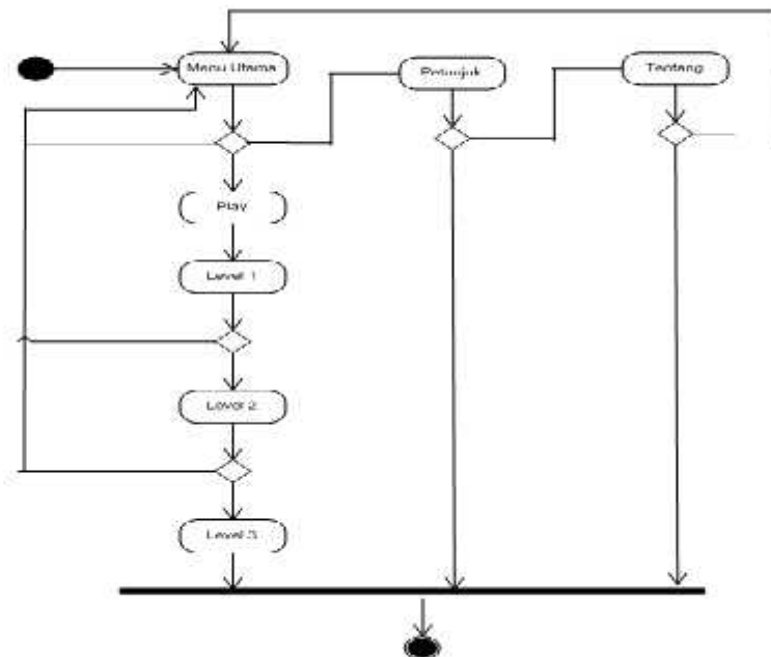 Menu Utama
Petunjuk
Tentang
Play
Level 1
Level 2
Level 3